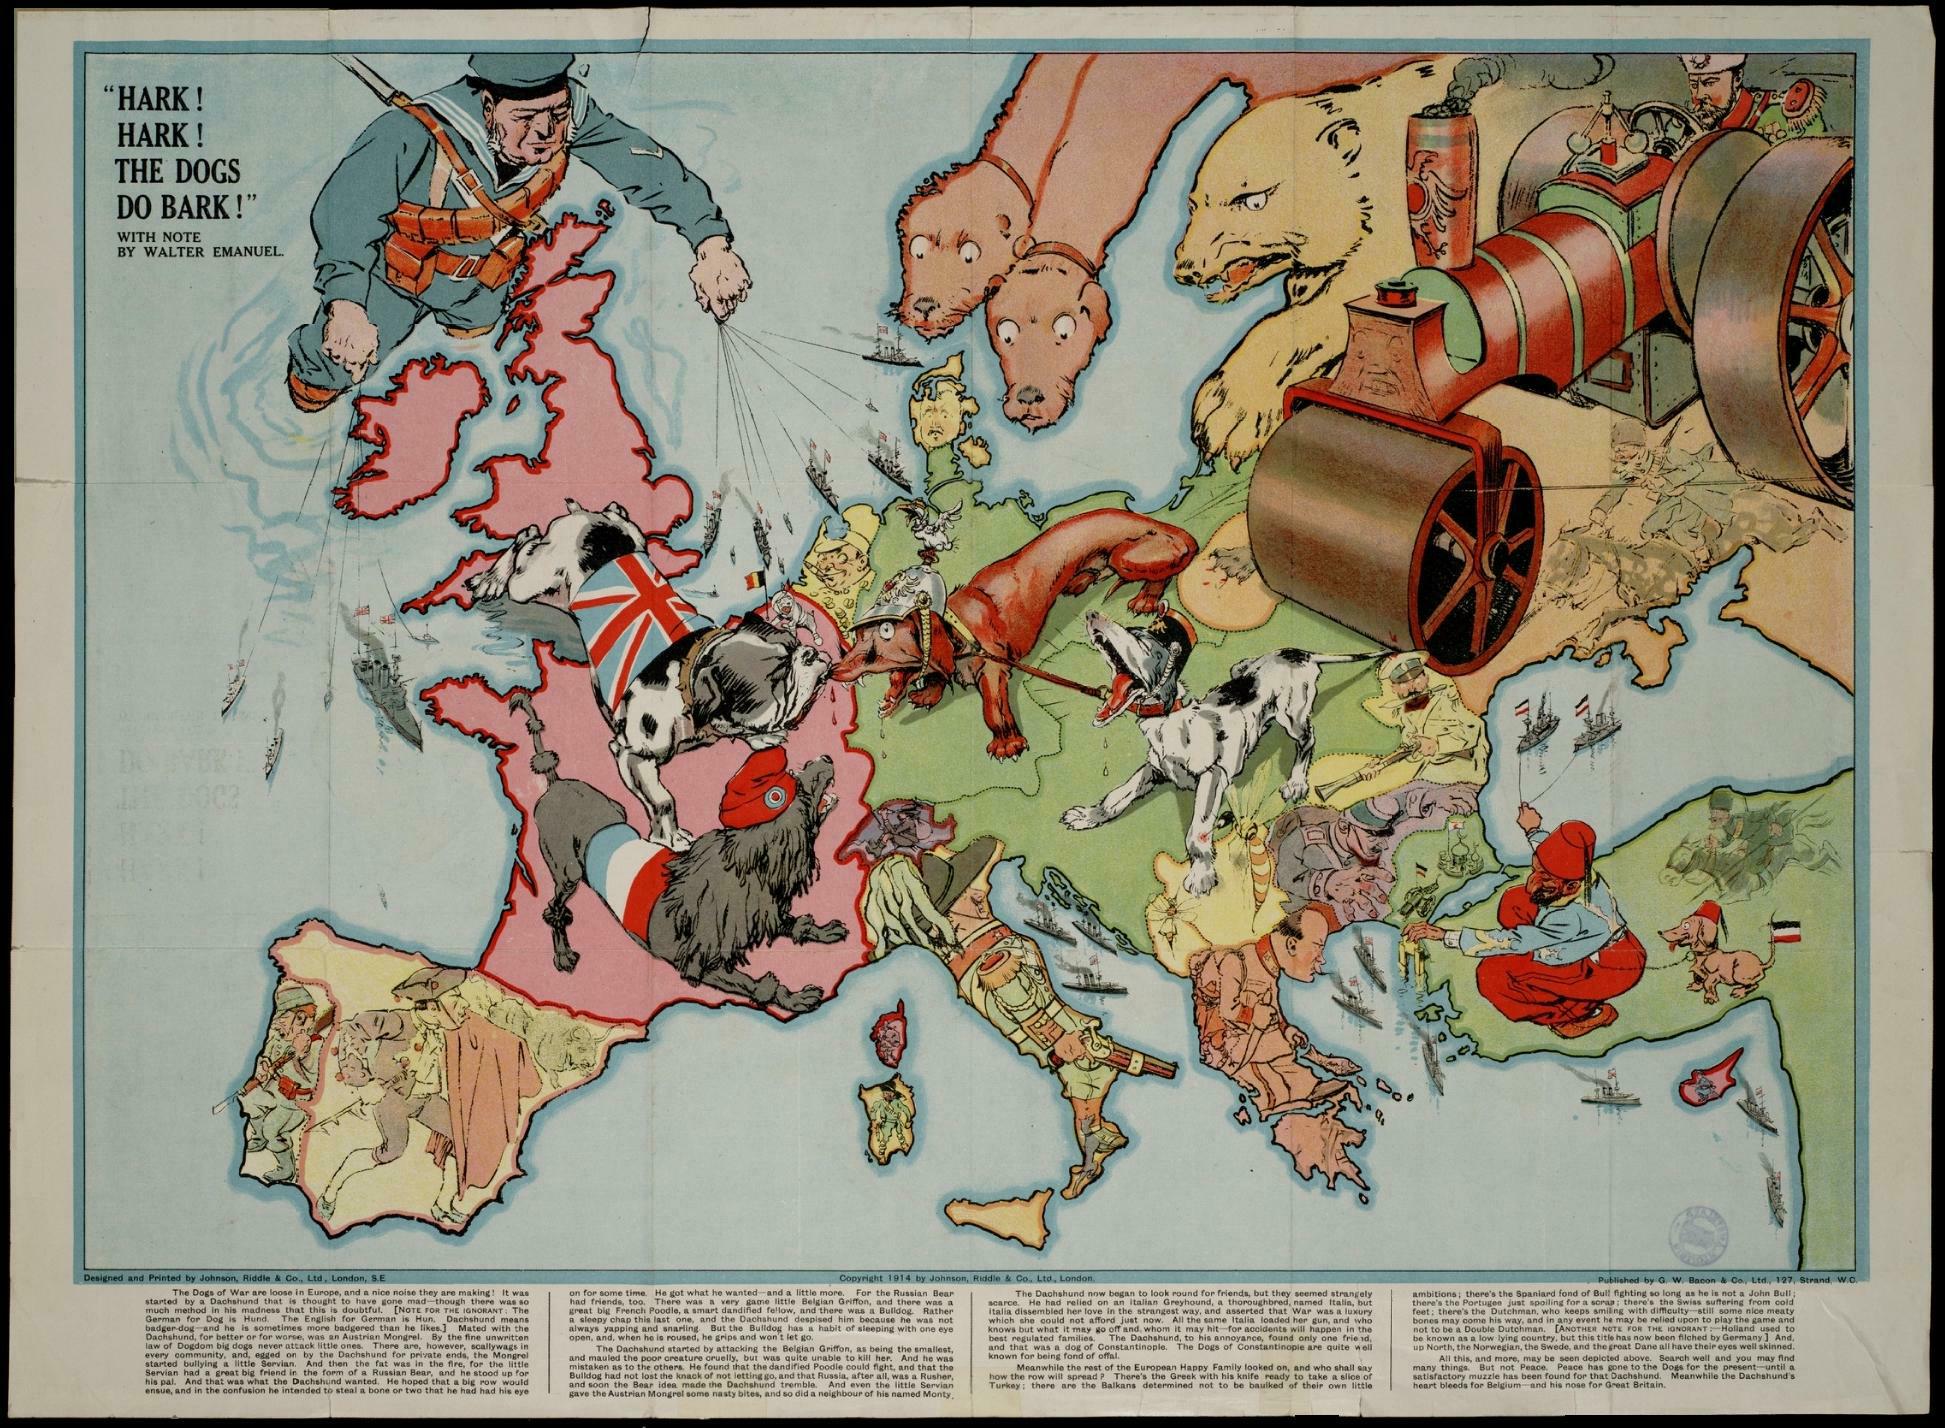 "HARK!
HARK!
THE DOGS
DO BARK!"
WITH NOTE
BY WALTER EMANUEL.
Designed and Printed by Johnson, Riddle & Co., Ltd., London, S.E
Copyright 1914 by Johnson, Riddle & Co., Ltd., London.
Published by G. W. Bacon & Co., Ltd., 127, Strand, W.C.
The Dogs of War are loose in Europe, and a nice noise they are making! It was
started by a Dachshund that is thought to have gone mad—though there was so
much method in his madness that this is doubtful. [NOTE FOR THE IGNORANT: The
German for Dog is Hund. The English for German is Hun. Dachshund means
badger-dog—and he is sometimes more badgered than he likes.] Mated with the
Dachshund, for better or for worse, was an Austrian Mongrel. By the fine unwritten
law of Dogdom big dogs never attack little ones. There are, however, scallywags in
every community, and, egged on by the Dachshund for private ends, the Mongrel
started bullying a little Servian. And then the fat was in the fire, for the little
Servian had a great big friend in the form of a Russian Bear, and he stood up for
his pal. And that was what the Dachshund wanted. He hoped that a big row would
ensue, and in the confusion he intended to steal a bone or two that he had had his eye
on for some time. He got what he wanted—and a little more. For the Russian Bear
had friends, too. There was a very game little Belgian Griffon, and there was a
great big French Poodle, a smart dandified fellow, and there was a Bulldog. Rather
a sleepy chap this last one, and the Dachshund despised him because he was not
always yapping and snarling. But the Bulldog has a habit of sleeping with one eye
open, and, when he is roused, he grips and won't let go.
The Dachshund started by attacking the Belgian Griffon, as being the smallest,
and mauled the poor creature cruelly, but was quite unable to kill her. And he was
mistaken as to the others. He found that the dandified Poodle could fight, and that the
Bulldog had not lost the knack of not letting go, and that Russia, after all, was a Rusher,
and soon the Bear idea made the Dachshund tremble. And even the little Servian
gave the Austrian Mongrel some nasty bites, and so did a neighbour of his named Monty.
The Dachshund now began to look round for friends, but they seemed strangely
scarce. He had relied on an Italian Greyhound, a thoroughbred, named Italia, but
Italia dissembled her love in the strangest way, and asserted that War was a luxury
which she could not afford just now. All the same Italia loaded her gun, and who
knows but what it may go off and, whom it may hit—for accidents will happen in the
best regulated families. The Dachshund, to his annoyance, found only one friend,
and that was a dog of Constantinople. The Dogs of Constantinople are quite well
known for being fond of offal.
Meanwhile the rest of the European Happy Family looked on, and who shall say
how the row will spread? There's the Greek with his knife ready to take a slice of
Turkey; there are the Balkans determined not to be baulked of their own little
ambitions; there's the Spaniard fond of Bull fighting so long as he is not a John Bull;
there's the Portugee just spoiling for a scrap; there's the Swiss suffering from cold
feet; there's the Dutchman, who keeps smiling with difficulty—still some nice meaty
bones may come his way, and in any event he may be relied upon to play the game and
not to be a Double Dutchman. [ANOTHER NOTE FOR THE IGNORANT:—Holland used to
be known as a low lying country, but this title has now been filched by Germany.] And,
up North, the Norwegian, the Swede, and the great Dane all have their eyes well skinned.
All this, and more, may be seen depicted above. Search well and you may find
many things. But not Peace. Peace has gone to the Dogs for the present—until a
satisfactory muzzle has been found for that Dachshund. Meanwhile the Dachshund's
heart bleeds for Belgium—and his nose for Great Britain.